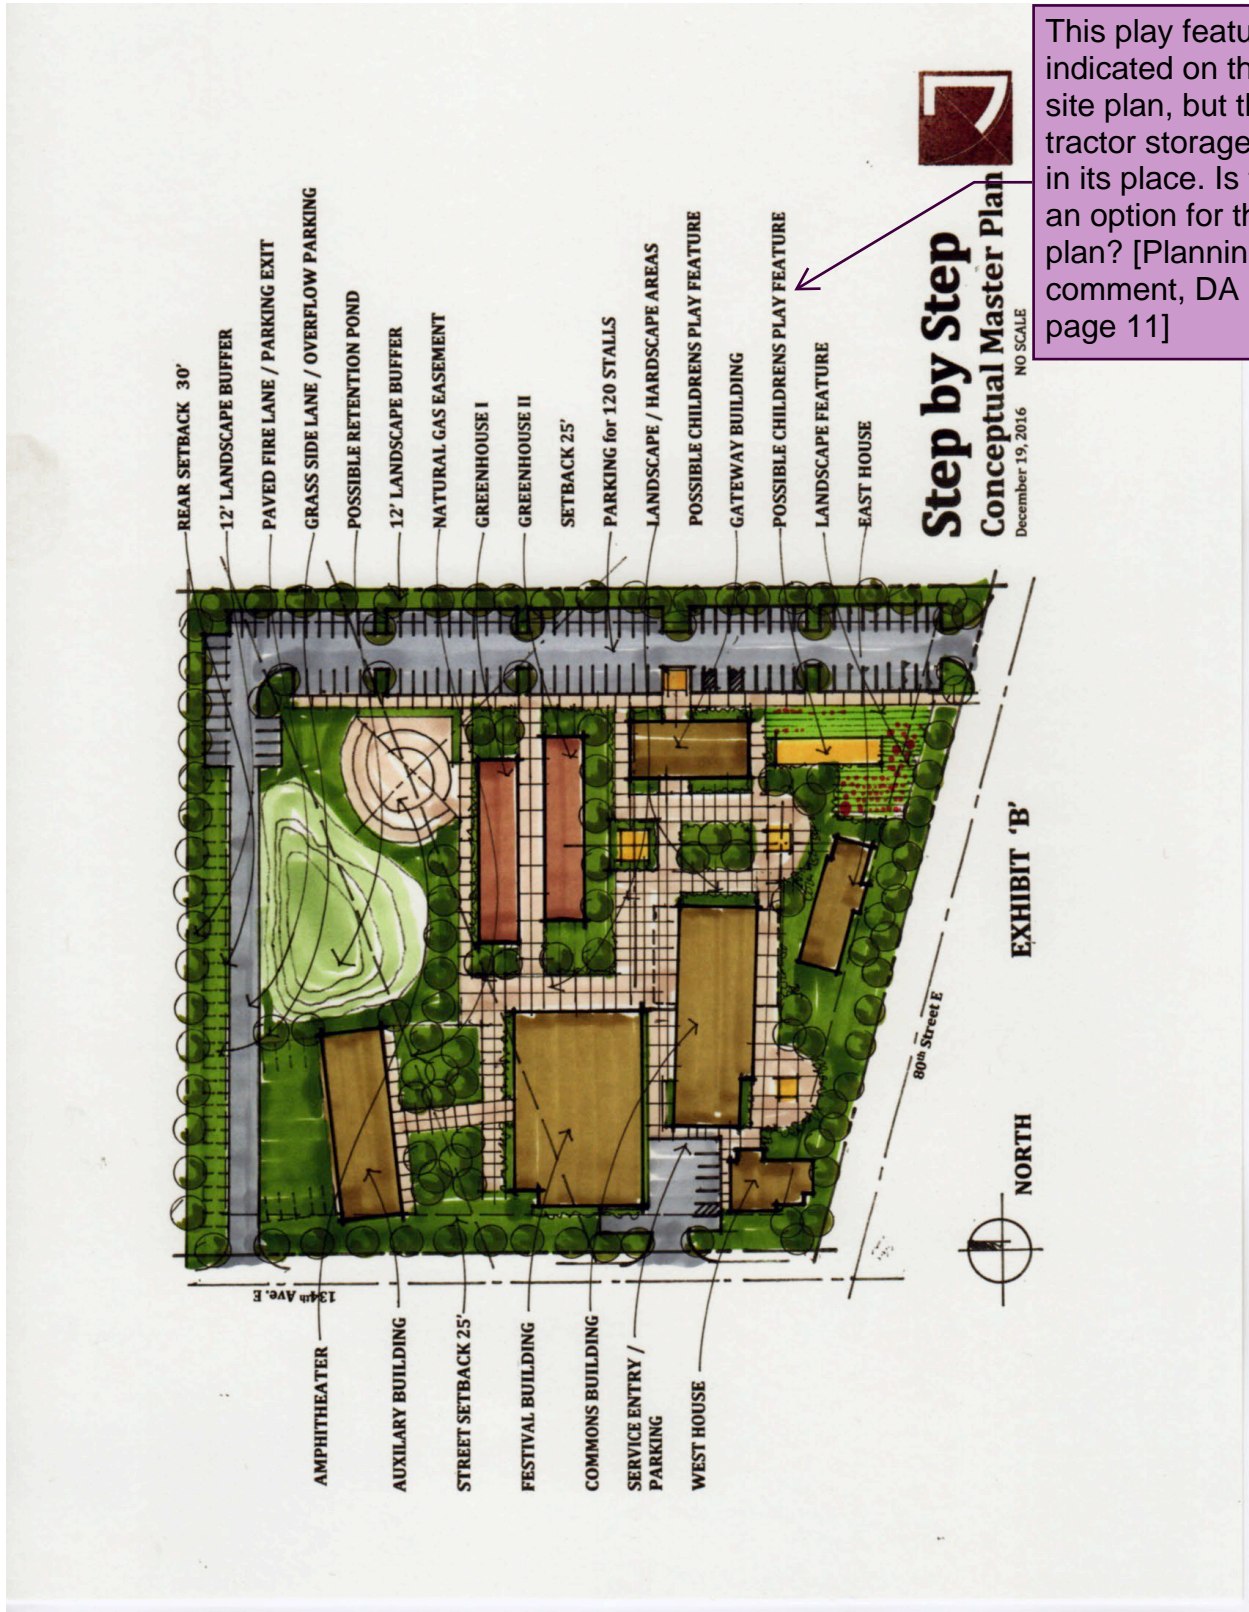 This play featu
indicated on th
site plan, but th
tractor storage
in its place. Is
an option for th
plan? [Plannin
comment, DA
page 11]
Step by Step
Conceptual Master Plan
December 19, 2016 NO SCALE
REAR SETBACK 30'
12' LANDSCAPE BUFFER
PAVED FIRE LANE / PARKING EXIT
GRASS SIDE LANE / OVERFLOW PARKING
POSSIBLE RETENTION POND
12' LANDSCAPE BUFFER
NATURAL GAS EASEMENT
GREENHOUSE I
GREENHOUSE II
SETBACK 25'
PARKING for 120 STALLS
LANDSCAPE / HARDSCAPE AREAS
POSSIBLE CHILDRENS PLAY FEATURE
GATEWAY BUILDING
POSSIBLE CHILDRENS PLAY FEATURE
LANDSCAPE FEATURE
EAST HOUSE
134th Ave. E
80th Street E
EXHIBIT 'B'
NORTH
AMPHITHEATER
AUXILARY BUILDING
STREET SETBACK 25'
FESTIVAL BUILDING
COMMONS BUILDING
SERVICE ENTRY /
PARKING
WEST HOUSE